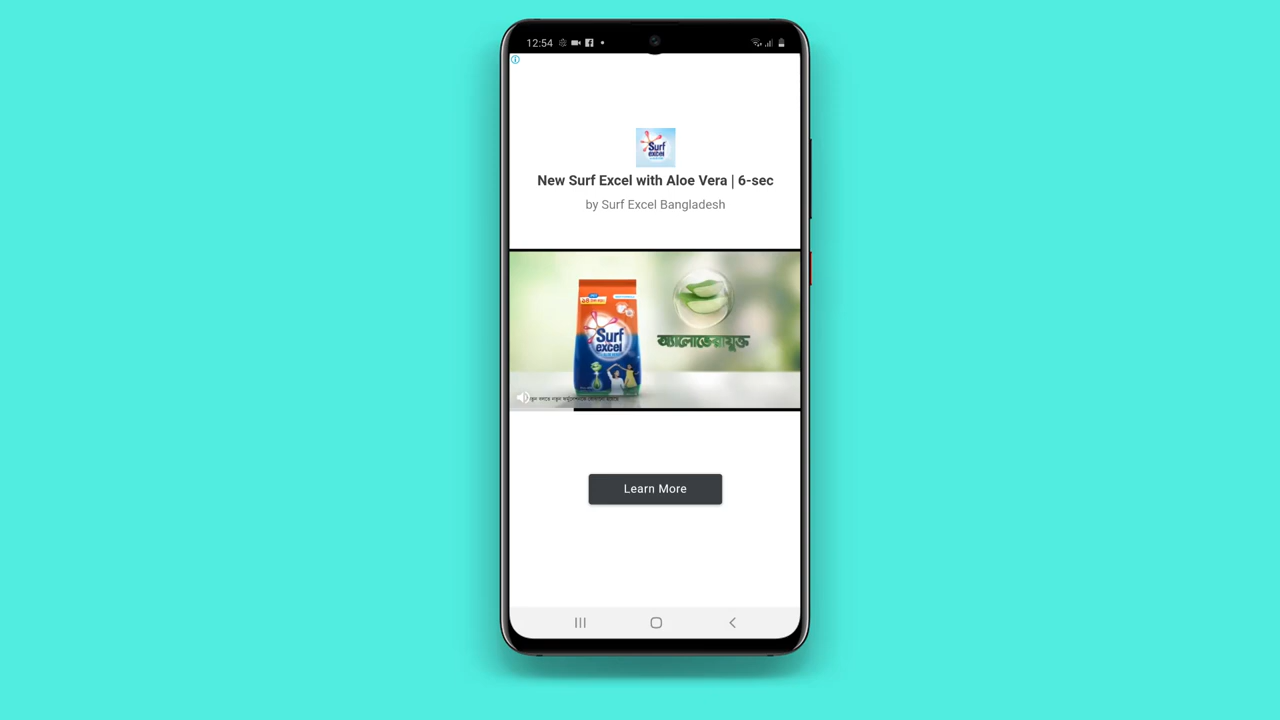 12:54
Surf
excel
New Surf Excel with Aloe Vera | 6-sec
by Surf Excel Bangladesh
Surf
excel
অ্যালোভেরাযুক্ত
Learn More